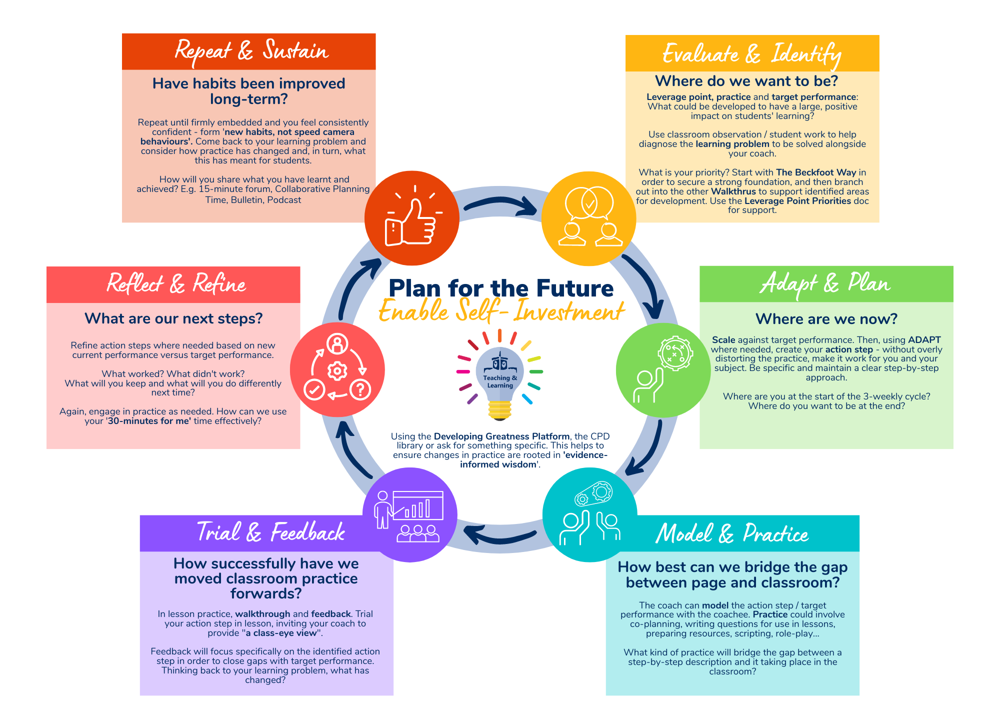 Repeat & Sustain
Have habits been improved
long-term?
Repeat until firmly embedded and you feel consistently
confident - form 'new habits, not speed camera
behaviours'. Come back to your learning problem and
consider how practice has changed and, in turn, what
this has meant for students.
How will you share what you have learnt and
achieved? E.g. 15-minute forum, Collaborative Planning
Time, Bulletin, Podcast
Evaluate & Identify
Where do we want to be?
Leverage point, practice and target performance:
What could be developed to have a large, positive
impact on students' learning?
Use classroom observation / student work to help
diagnose the learning problem to be solved alongside
your coach.
What is your priority? Start with The Beckfoot Way in
order to secure a strong foundation, and then branch
out into the other Walkthrus to support identified areas
for development. Use the Leverage Point Priorities doc
for support.
Reflect & Refine
What are our next steps?
Refine action steps where needed based on new
current performance versus target performance.
What worked? What didn't work?
What will you keep and what will you do differently
next time?
Again, engage in practice as needed. How can we use
your '30-minutes for me' time effectively?
Plan for the Future
Enable Self-Investment
Teaching &
Learning
Using the Developing Greatness Platform, the CPD
library or ask for something specific. This helps to
ensure changes in practice are rooted in 'evidence-
informed wisdom'.
Adapt & Plan
Where are we now?
Scale against target performance. Then, using ADAPT
where needed, create your action step - without overly
distorting the practice, make it work for you and your
subject. Be specific and maintain a clear step-by-step
approach.
Where are you at the start of the 3-weekly cycle?
Where do you want to be at the end?
Trial & Feedback
How successfully have we
moved classroom practice
forwards?
In lesson practice, walkthrough and feedback. Trial
your action step in lesson, inviting your coach to
provide "a class-eye view".
Feedback will focus specifically on the identified action
step in order to close gaps with target performance.
Thinking back to your learning problem, what has
changed?
Model & Practice
How best can we bridge the gap
between page and classroom?
The coach can model the action step / target
performance with the coachee. Practice could involve
co-planning, writing questions for use in lessons,
preparing resources, scripting, role-play...
What kind of practice will bridge the gap between a
step-by-step description and it taking place in the
classroom?